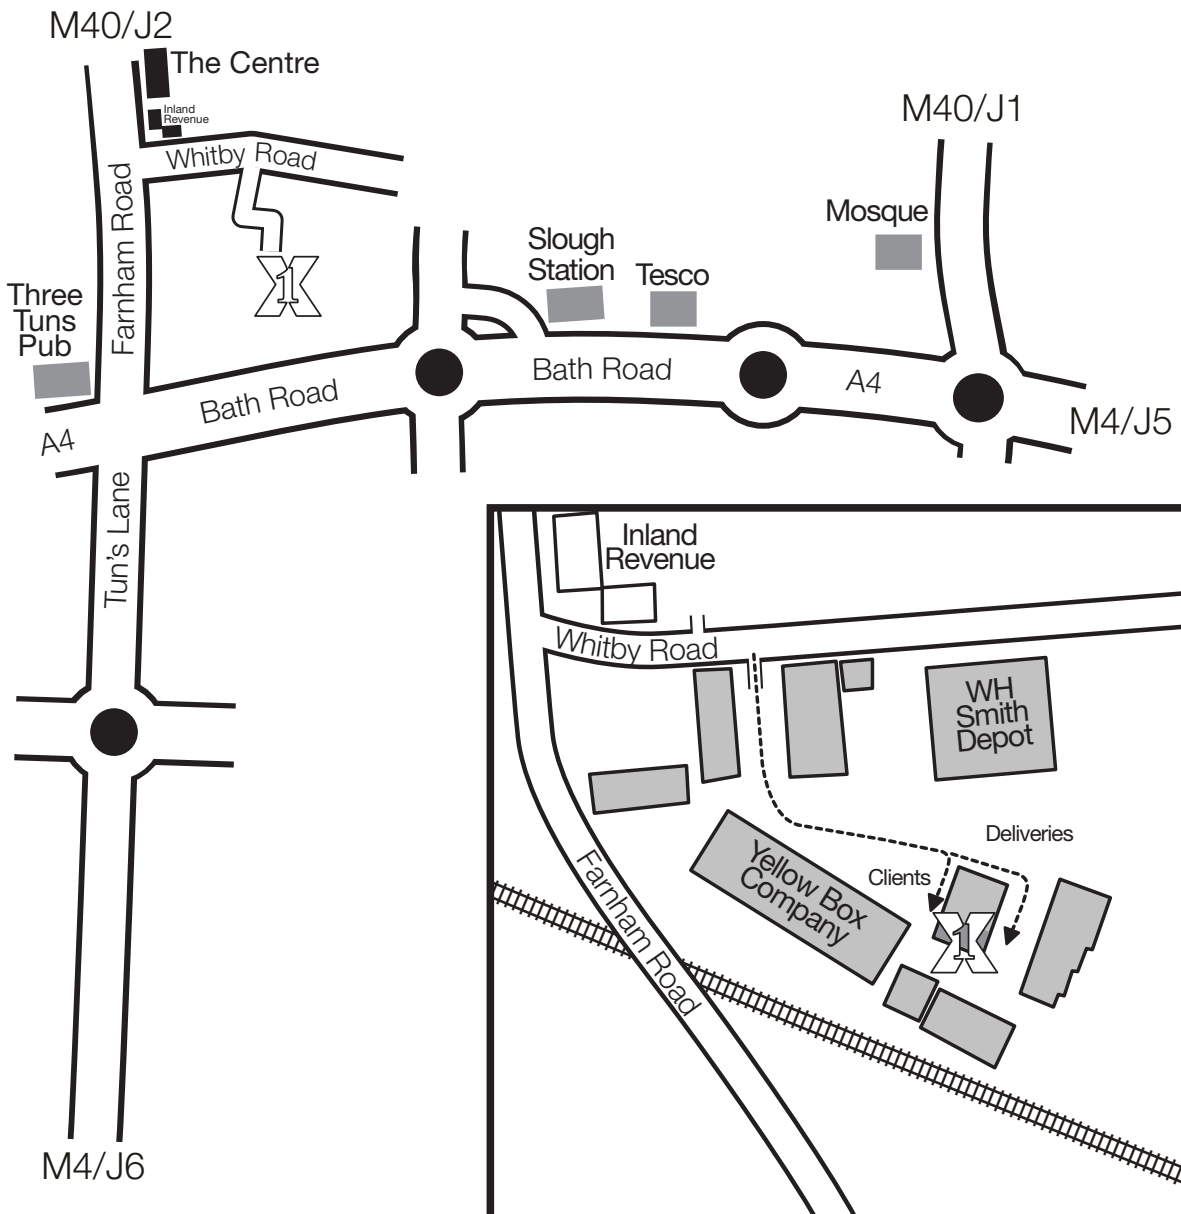 M40/J2
The Centre
Inland
Revenue
Whitby Road
Farnham Road
M40/J1
Mosque
Slough
Station
Tesco
Three
Tuns
Pub
X1
Bath Road
Bath Road
A4
A4
M4/J5
Tun's Lane
M4/J6
Inland
Revenue
Whitby Road
WH
Smith
Depot
Deliveries
Clients
Yellow Box
Company
X1
Farnham Road